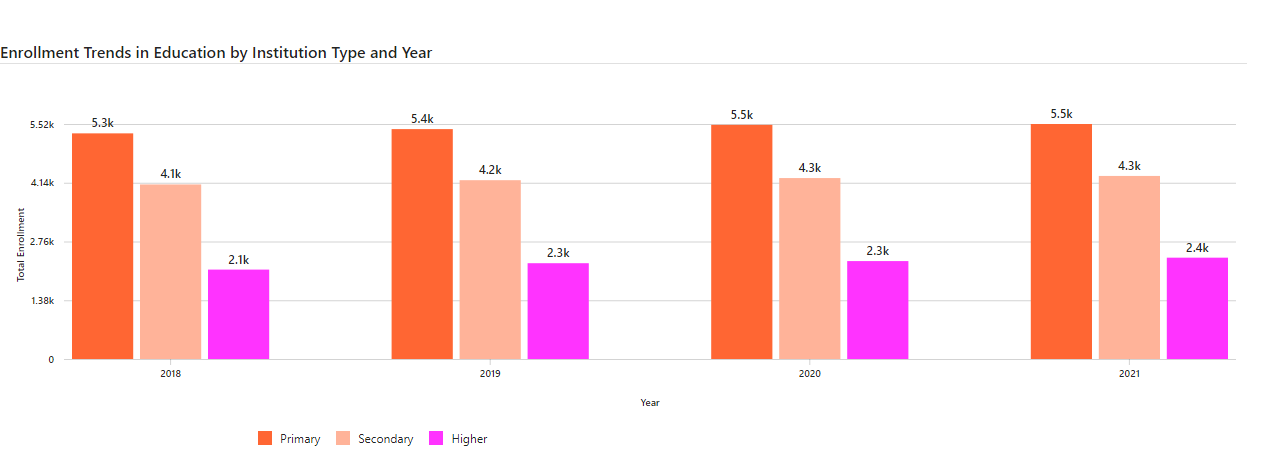 Enrollment Trends in Education by Institution Type and Year
5.3k 5.4k 5.5k 5.5k
5.52k
4.1k 4.2k 4.3k 4.3k
4.14k
2.1k 2.3k 2.3k 2.4k
2.76k
Total Enrollment
1.38k
0
2018 2019 2020 2021
Year
Primary Secondary Higher